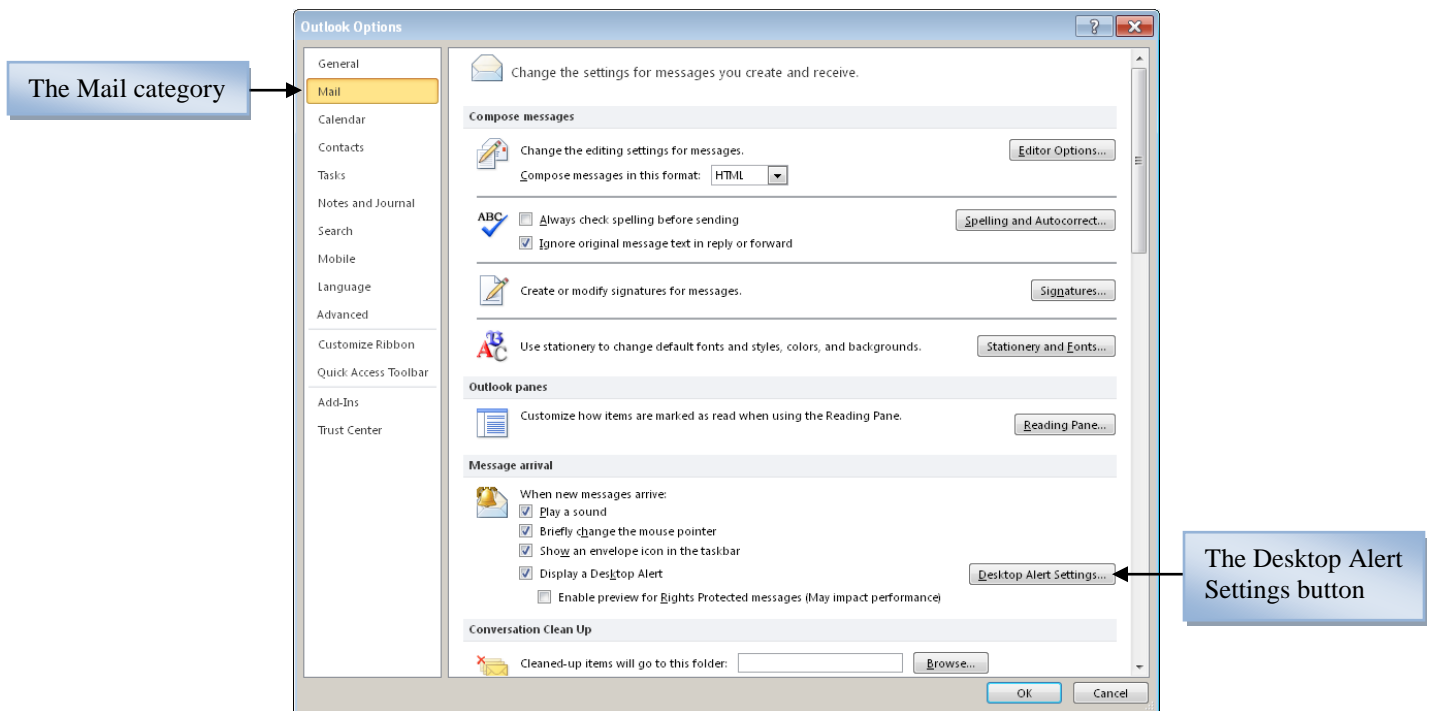 Outlook Options
The Mail category
General
Mail
Calendar
Contacts
Tasks
Notes and Journal
Search
Mobile
Language
Advanced
Customize Ribbon
Quick Access Toolbar
Add-Ins
Trust Center
Change the settings for messages you create and receive.
Compose messages
Change the editing settings for messages.
Editor Options...
Compose messages in this format: HTML
ABC
Always check spelling before sending
Spelling and Autocorrect...
Ignore original message text in reply or forward
Create or modify signatures for messages.
Signatures...
Use stationery to change default fonts and styles, colors, and backgrounds.
Stationery and Fonts...
Outlook panes
Customize how items are marked as read when using the Reading Pane.
Reading Pane...
Message arrival
When new messages arrive:
Play a sound
Briefly change the mouse pointer
Show an envelope icon in the taskbar
Display a Desktop Alert
Desktop Alert Settings...
Enable preview for Rights Protected messages (May impact performance)
The Desktop Alert
Settings button
Conversation Clean Up
Cleaned-up items will go to this folder:
Browse...
OK
Cancel